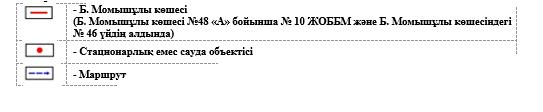 - Б. Момышұлы көшесі
(Б. Момышұлы көшесі №48 «А» бойынша № 10 ЖОББМ және Б. Момышұлы көшесіндегі
№ 46 үйдің алдында)
- Стационарлық емес сауда объектісі
- Маршрут